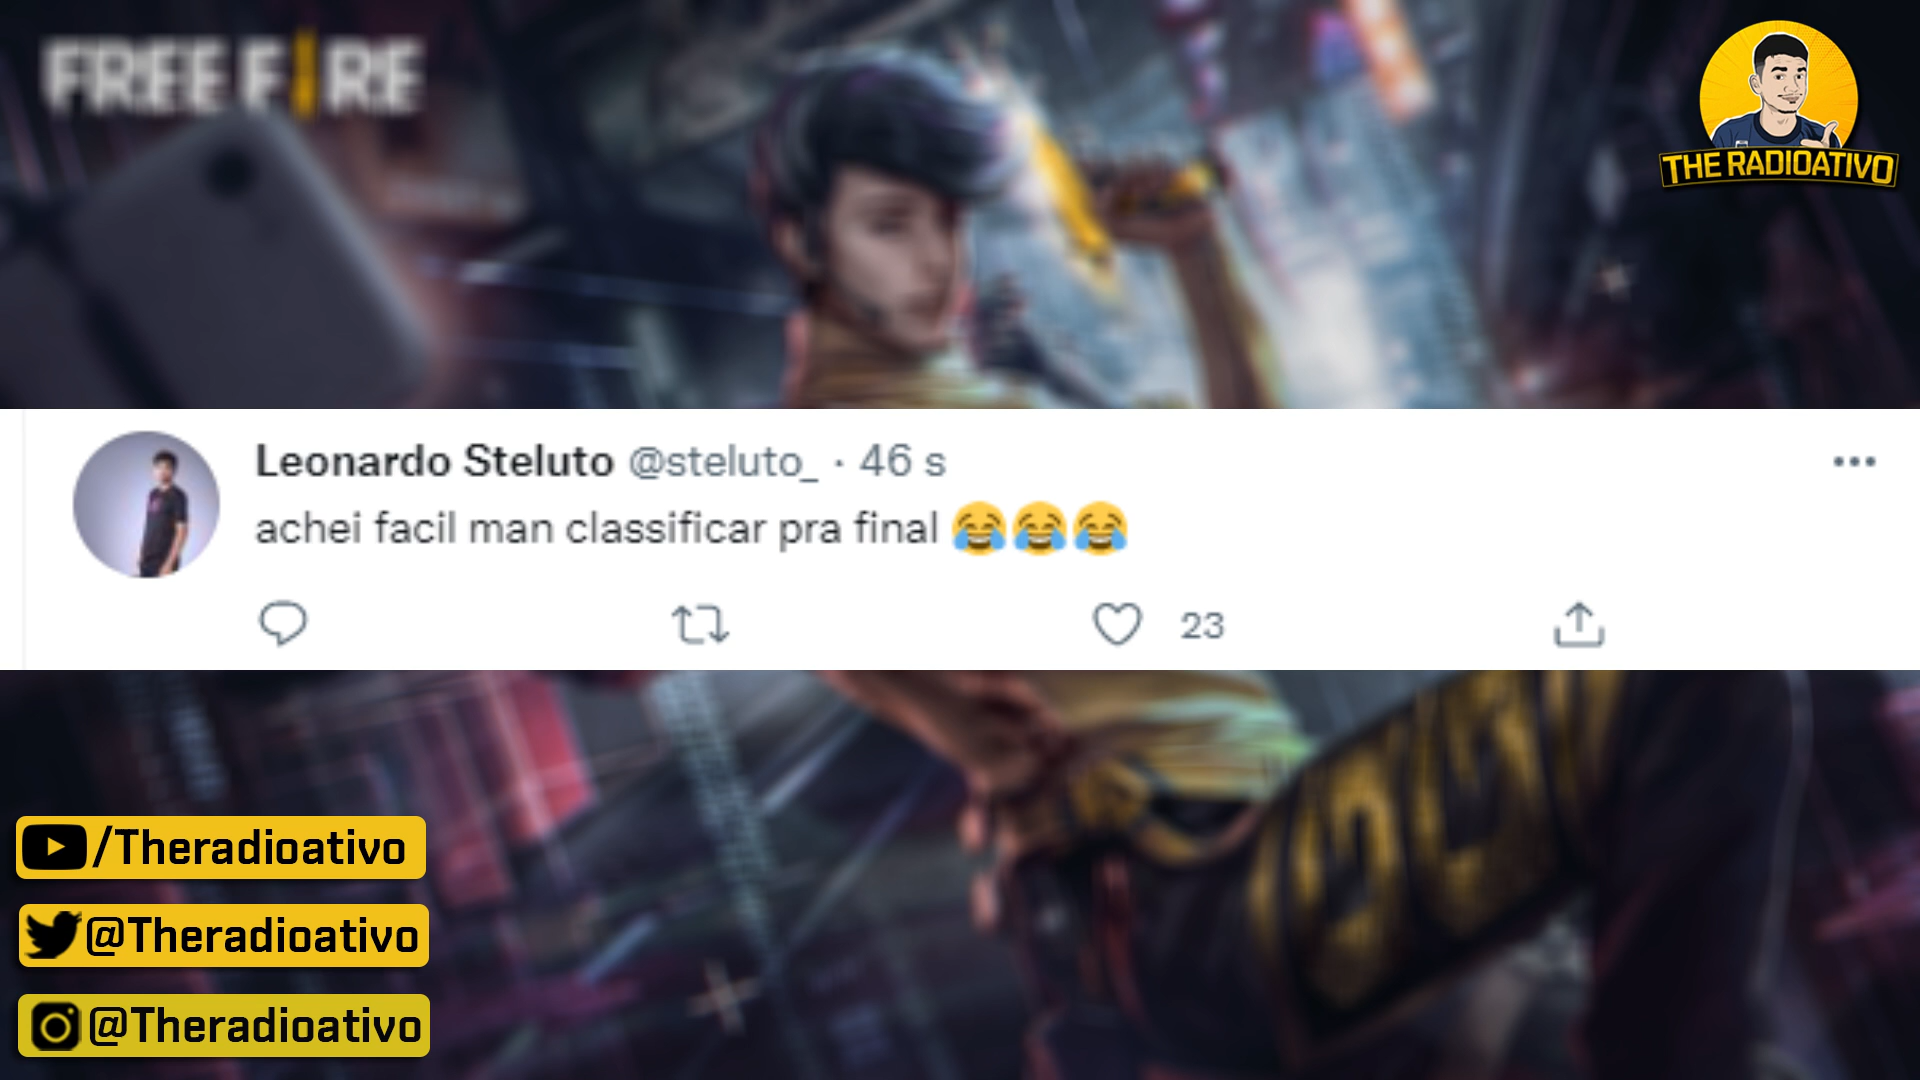 FREE FIRE
THE RADIOATIVO
Leonardo Steluto @steluto_ · 46 s
achei facil man classificar pra final 😂😂😂
23
/Theradioativo
@Theradioativo
@Theradioativo